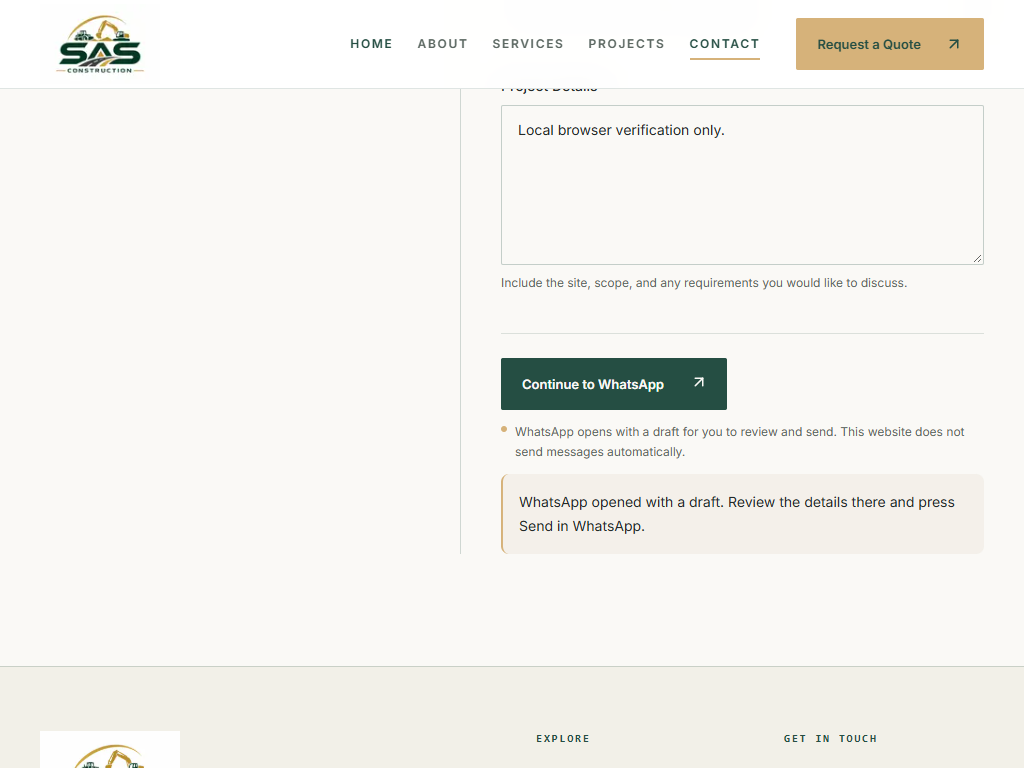 SAS
CONSTRUCTION
HOME
ABOUT
SERVICES
PROJECTS
CONTACT
Request a Quote
Project Details
Local browser verification only.
Include the site, scope, and any requirements you would like to discuss.
Continue to WhatsApp
WhatsApp opens with a draft for you to review and send. This website does not
send messages automatically.
WhatsApp opened with a draft. Review the details there and press
Send in WhatsApp.
EXPLORE
GET IN TOUCH